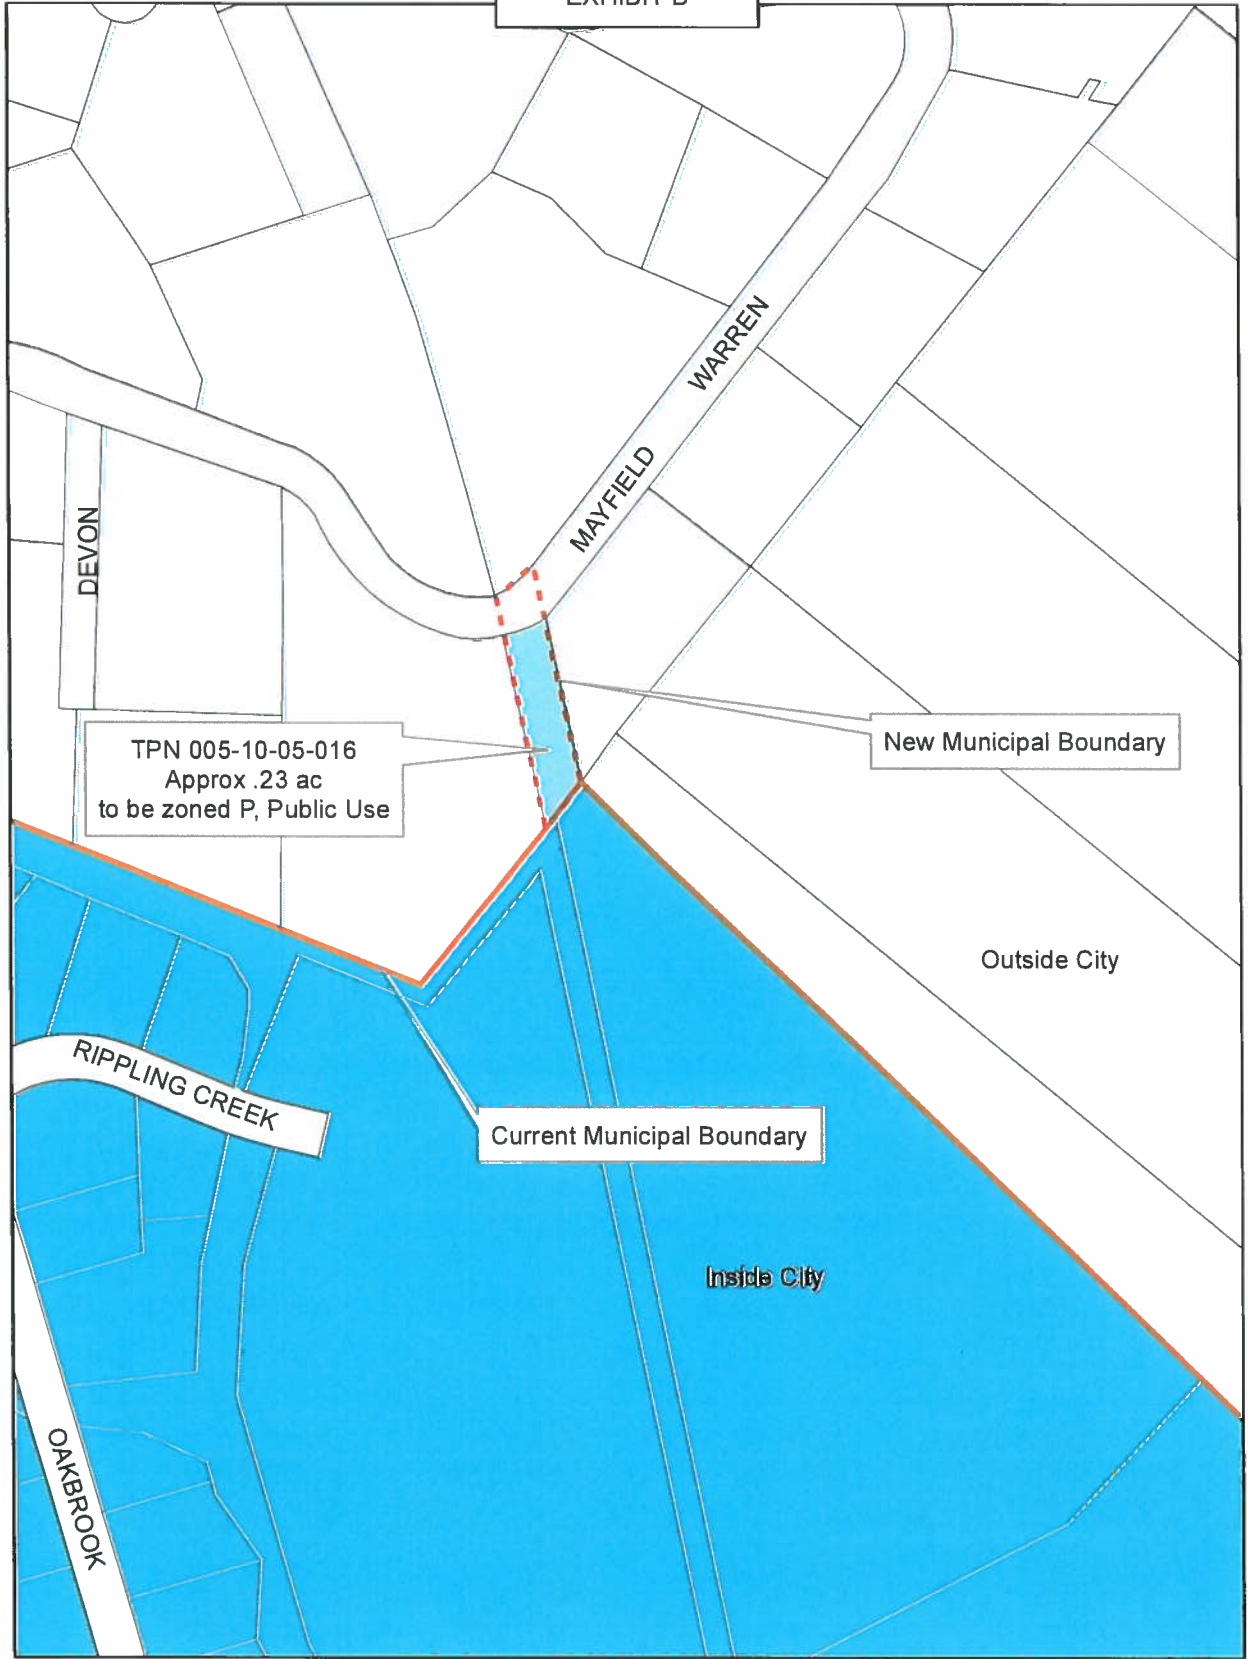 EXHIBIT B
WARREN
MAYFIELD
DEVON
TPN 005-10-05-016
Approx .23 ac
to be zoned P, Public Use
New Municipal Boundary
Outside City
RIPPLING CREEK
Current Municipal Boundary
Inside City
OAKBROOK